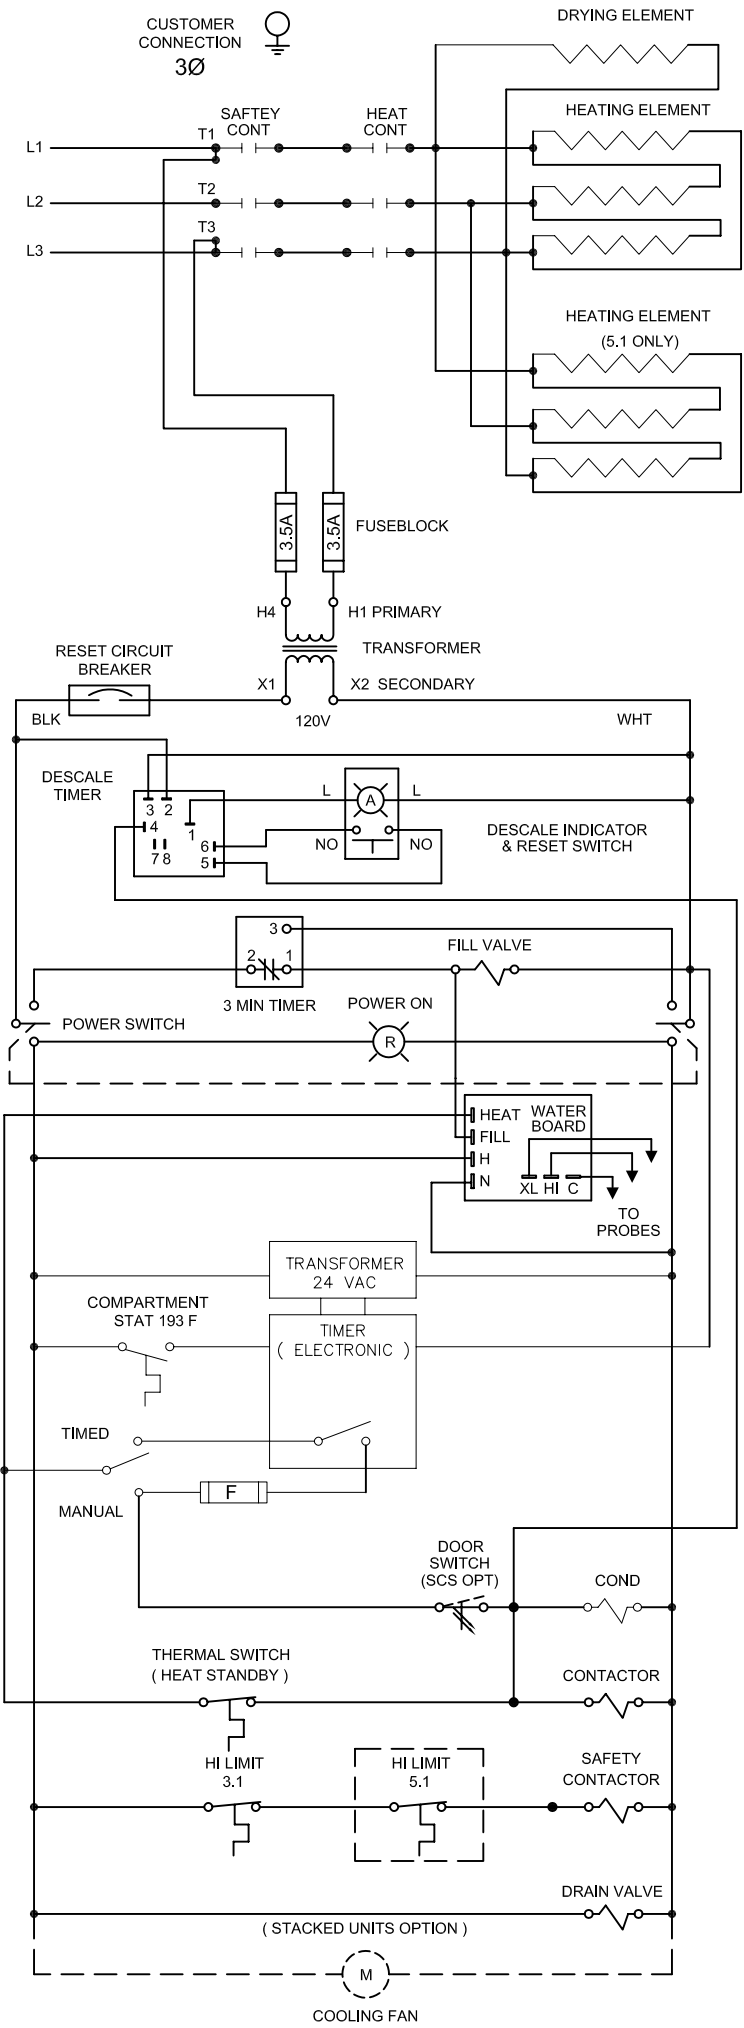 CUSTOMER
CONNECTION
3Ø
DRYING ELEMENT
SAFTEY
CONT
HEAT
CONT
HEATING ELEMENT
L1
T1
L2
T2
L3
T3
HEATING ELEMENT
(5.1 ONLY)
3.5A
3.5A
FUSEBLOCK
H4
H1 PRIMARY
TRANSFORMER
RESET CIRCUIT
BREAKER
X1
X2 SECONDARY
BLK
120V
WHT
DESCALE
TIMER
3 2
4
1
7 8
6
5
L
A
L
NO
NO
DESCALE INDICATOR
& RESET SWITCH
3
2
1
3 MIN TIMER
FILL VALVE
POWER SWITCH
POWER ON
R
HEAT
FILL
H
N
WATER
BOARD
XL HI C
TO
PROBES
TRANSFORMER
24 VAC
COMPARTMENT
STAT 193 F
TIMER
( ELECTRONIC )
TIMED
MANUAL
F
DOOR
SWITCH
(SCS OPT)
COND
THERMAL SWITCH
( HEAT STANDBY )
CONTACTOR
HI LIMIT
3.1
HI LIMIT
5.1
SAFETY
CONTACTOR
DRAIN VALVE
( STACKED UNITS OPTION )
M
COOLING FAN